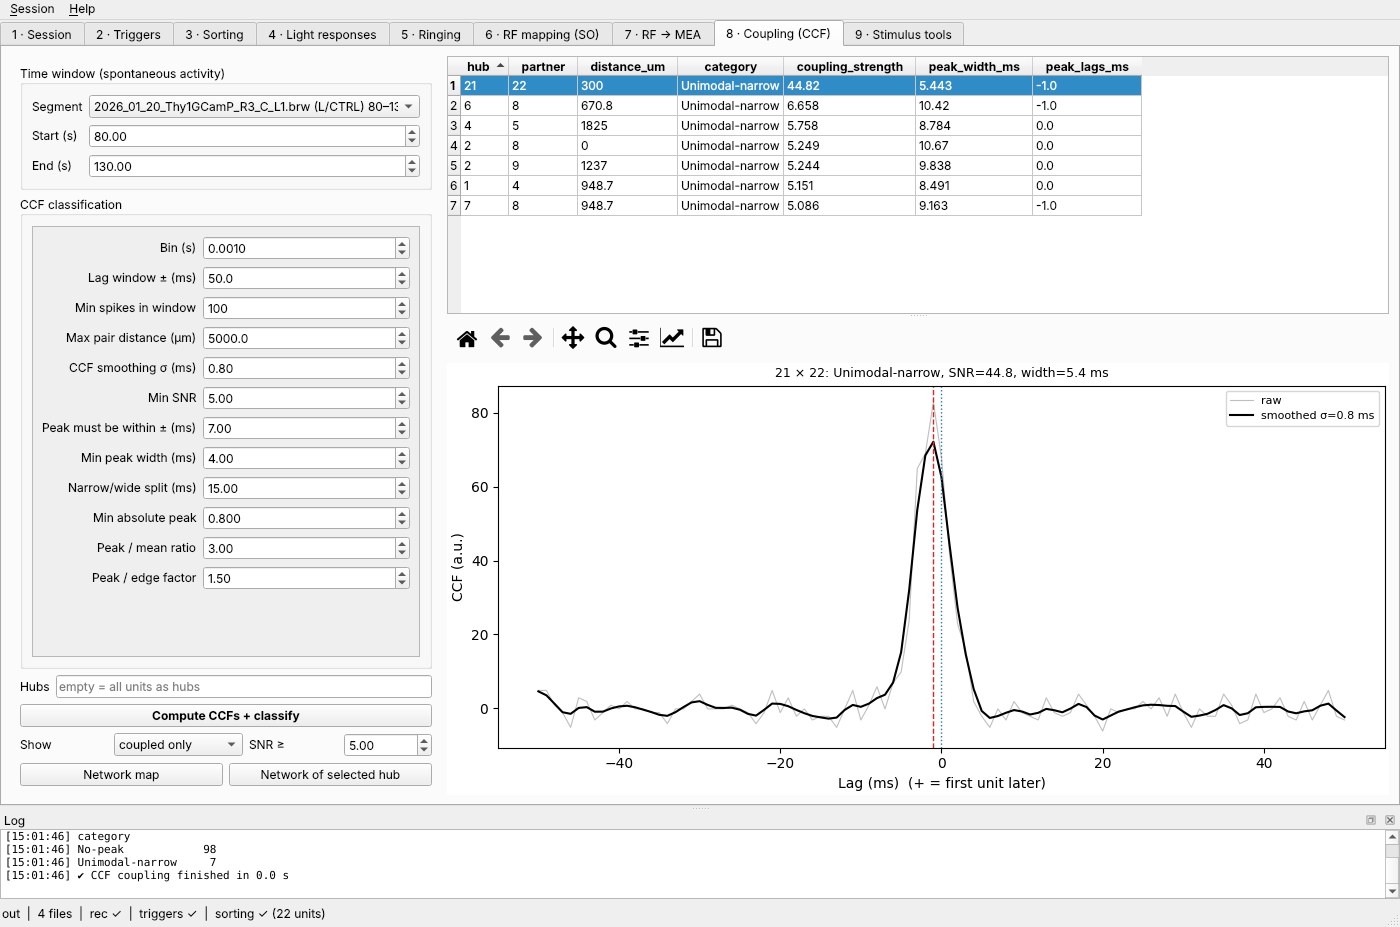 Session Help
1 · Session 2 · Triggers 3 · Sorting 4 · Light responses 5 · Ringing 6 · RF mapping (SO) 7 · RF → MEA 8 · Coupling (CCF) 9 · Stimulus tools
Time window (spontaneous activity)
Segment 2026_01_20_Thy1GCamP_R3_C_L1.brw (L/CTRL) 80–13
Start (s) 80.00
End (s) 130.00
CCF classification
Bin (s) 0.0010
Lag window ± (ms) 50.0
Min spikes in window 100
Max pair distance (µm) 5000.0
CCF smoothing σ (ms) 0.80
Min SNR 5.00
Peak must be within ± (ms) 7.00
Min peak width (ms) 4.00
Narrow/wide split (ms) 15.00
Min absolute peak 0.800
Peak / mean ratio 3.00
Peak / edge factor 1.50
Hubs empty = all units as hubs
Compute CCFs + classify
Show coupled only SNR ≥ 5.00
Network map Network of selected hub
hub partner distance_um category coupling_strength peak_width_ms peak_lags_ms
1 21 22 300 Unimodal-narrow 44.82 5.443 -1.0
2 6 8 670.8 Unimodal-narrow 6.658 10.42 -1.0
3 4 5 1825 Unimodal-narrow 5.758 8.784 0.0
4 2 8 0 Unimodal-narrow 5.249 10.67 0.0
5 2 9 1237 Unimodal-narrow 5.244 9.838 0.0
6 1 4 948.7 Unimodal-narrow 5.151 8.491 0.0
7 7 8 948.7 Unimodal-narrow 5.086 9.163 -1.0
21 × 22: Unimodal-narrow, SNR=44.8, width=5.4 ms
raw
smoothed σ=0.8 ms
CCF (a.u.)
80
60
40
20
0
−40 −20 0 20 40
Lag (ms) (+ = first unit later)
Log
[15:01:46] category
[15:01:46] No-peak 98
[15:01:46] Unimodal-narrow 7
[15:01:46] ✔ CCF coupling finished in 0.0 s
out | 4 files | rec ✓ | triggers ✓ | sorting ✓ (22 units)